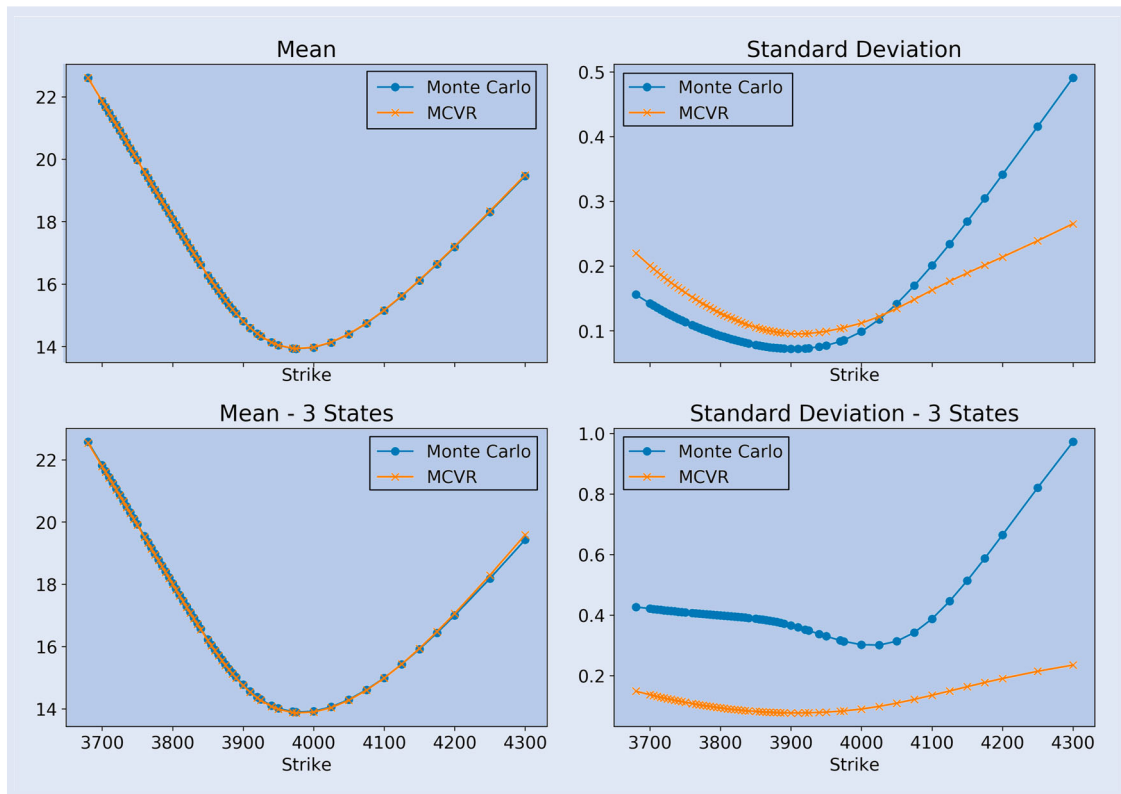 Mean
Monte Carlo
MCVR
22
20
18
16
14
Strike
Standard Deviation
Monte Carlo
MCVR
0.5
0.4
0.3
0.2
0.1
Strike
Mean - 3 States
Monte Carlo
MCVR
22
20
18
16
14
3700 3800 3900 4000 4100 4200 4300
Strike
Standard Deviation - 3 States
Monte Carlo
MCVR
1.0
0.8
0.6
0.4
0.2
3700 3800 3900 4000 4100 4200 4300
Strike